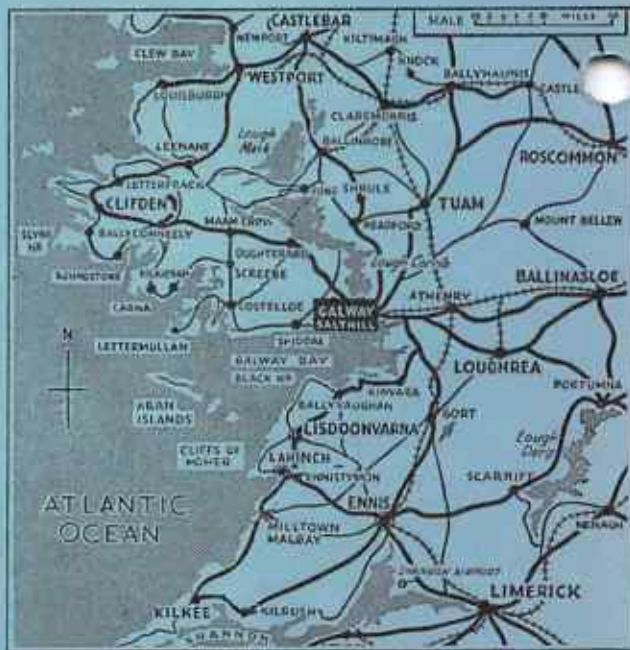 SCALE
MILES
CASTLEBAR
NEWPORT
KILTIMAGH
CLEW BAY
KNOCK
WESTPORT
BALLYHAUNIS
CASTLE
LOUISBURGH
CLAREMORRIS
LEENANE
Lough Mask
BALLINROBE
ROSCOMMON
LETTERFRACK
CONG
SHRULE
CLIFDEN
TUAM
MAAM CROSS
HEADFORD
MOUNT BELLEW
SLYNE HD
BALLYCONNEELY
OUGHTERARD
Lough Corrib
ROUNDSTONE
KILKIERAN
SCREEBE
BALLINASLOE
CARNA
COSTELLOE
GALWAY
SALTHILL
ATHENRY
LETTERMULLAN
SPIDDAL
N
GALWAY BAY
LOUGHREA
BLACK HD
PORTUMNA
KINVARA
ARAN
ISLANDS
BALLYVAUGHAN
GORT
LISDOONVARNA
Lough
Derg
CLIFFS OF
MOHER
LAHINCH
ENNISTYMON
SCARRIFF
ATLANTIC
OCEAN
ENNIS
MILLTOWN
MALBAY
NENAGH
SHANNON AIRPORT
LIMERICK
KILKEE
KILRUSH
SHANNON